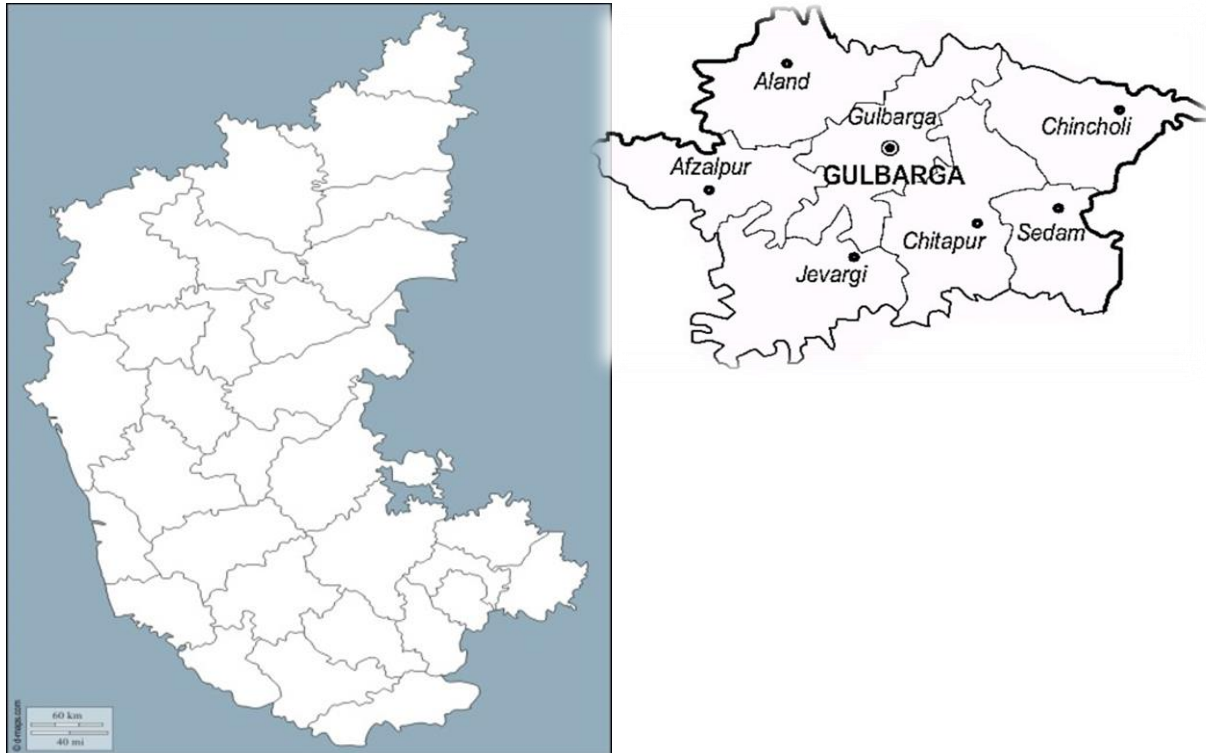 Aland
Gulbarga
Chincholi
Afzalpur
GULBARGA
Chitapur
Sedam
Jevargi
60 km
40 mi
© d-maps.com